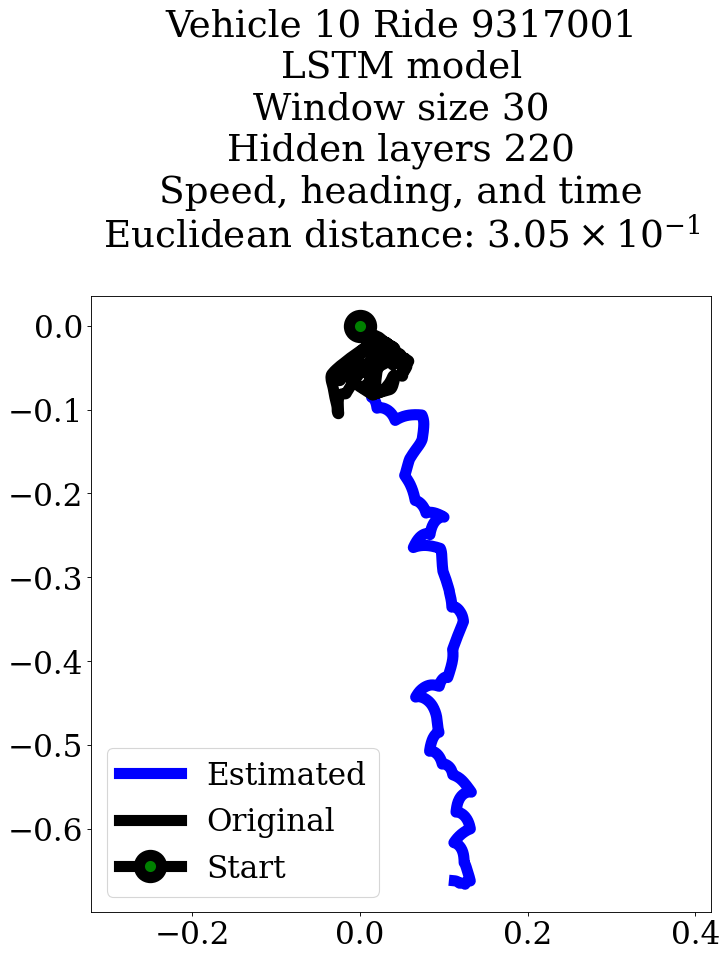 Vehicle 10 Ride 9317001
LSTM model
Window size 30
Hidden layers 220
Speed, heading, and time
Euclidean distance: 3.05 × 10⁻¹
0.0
−0.1
−0.2
−0.3
−0.4
−0.5
−0.6
Estimated
Original
Start
−0.2 0.0 0.2 0.4